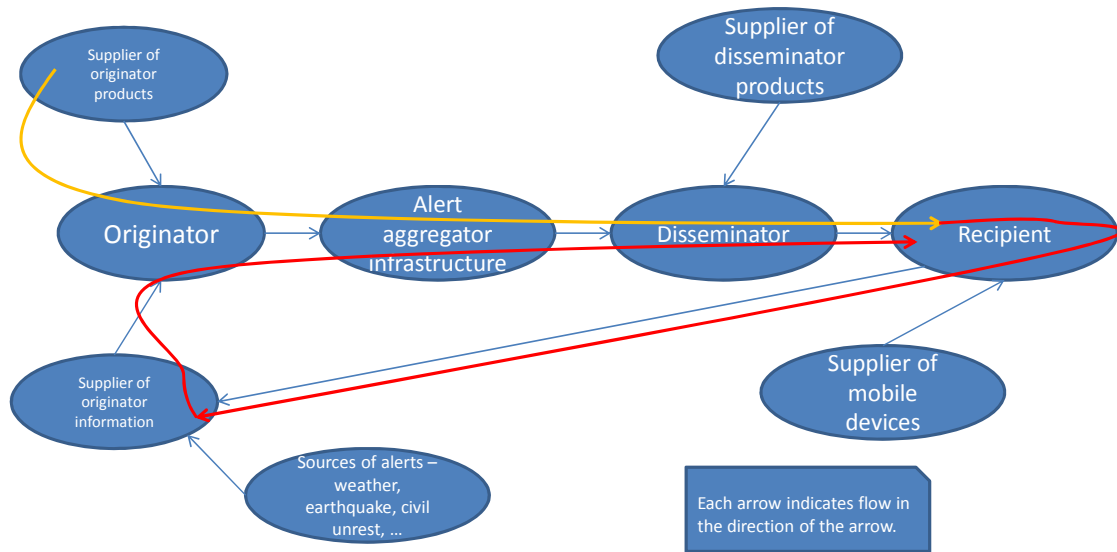 Supplier of
originator
products
Supplier of
disseminator
products
Originator
Alert
aggregator
infrastructure
Disseminator
Recipient
Supplier of
originator
information
Supplier of
mobile
devices
Sources of alerts –
weather,
earthquake, civil
unrest, ...
Each arrow indicates flow in
the direction of the arrow.